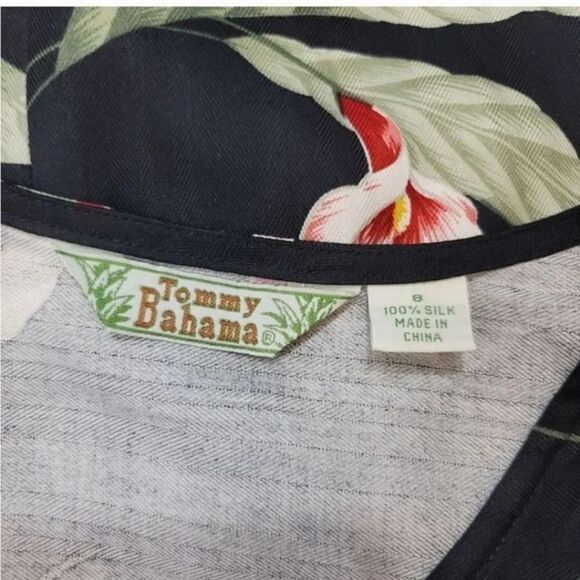 Tommy
Bahama®
8
100% SILK
MADE IN
CHINA